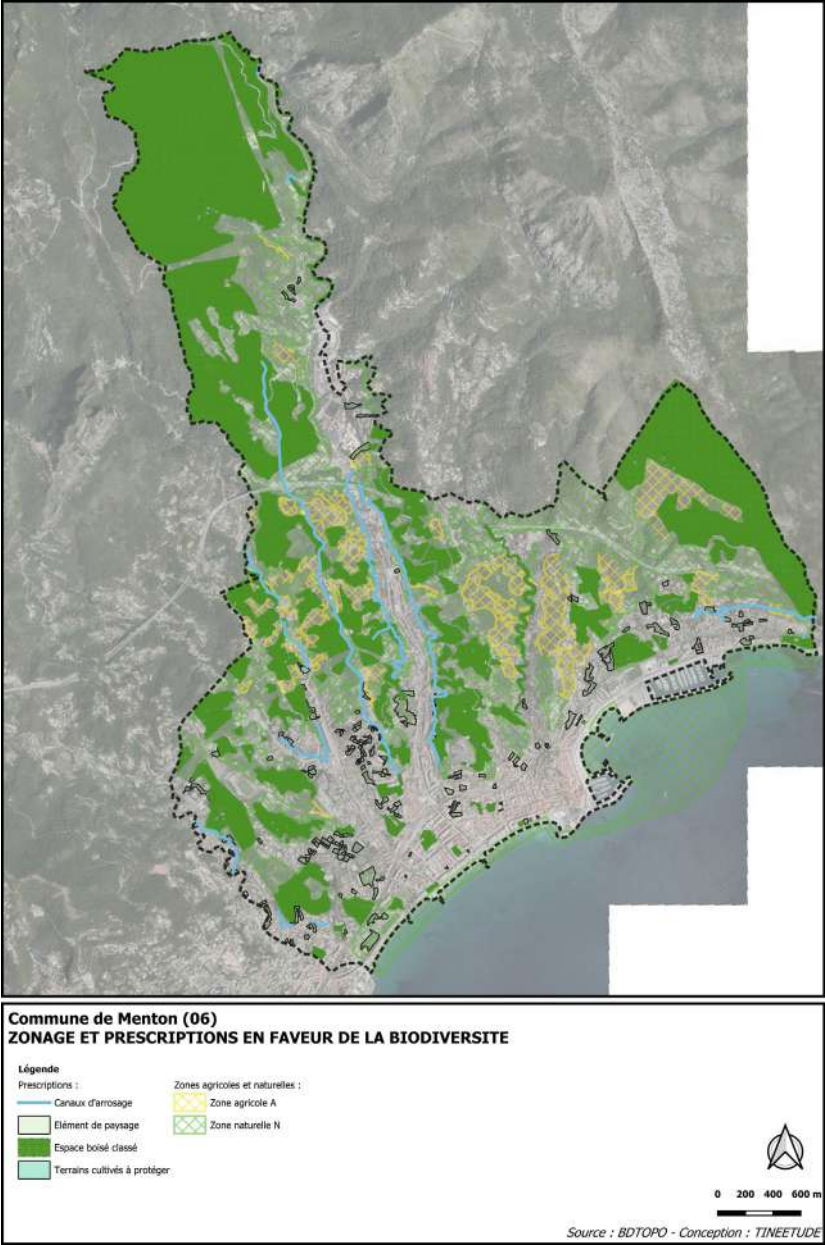 Commune de Menton (06)
ZONAGE ET PRESCRIPTIONS EN FAVEUR DE LA BIODIVERSITE
Légende
Prescriptions :
Canaux d'arrosage
Elément de paysage
Espace boisé classé
Terrains cultivés à protéger
Zones agricoles et naturelles :
Zone agricole A
Zone naturelle N
0 200 400 600 m
Source : BDTOPO - Conception : TINEETUDE